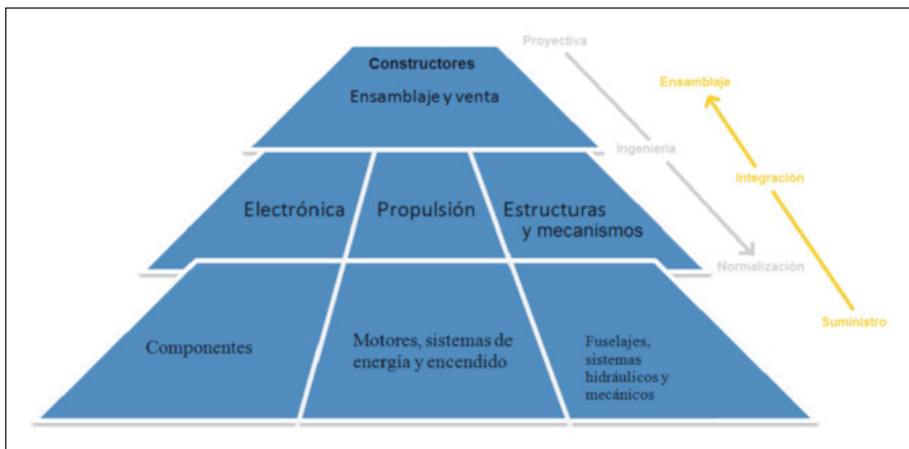 Proyectiva
Constructores
Ensamblaje y venta
Ensamblaje
Ingeniería
Integración
Electrónica
Propulsión
Estructuras
y mecanismos
Normalización
Suministro
Componentes
Motores, sistemas de
energía y encendido
Fuselajes,
sistemas
hidráulicos y
mecánicos